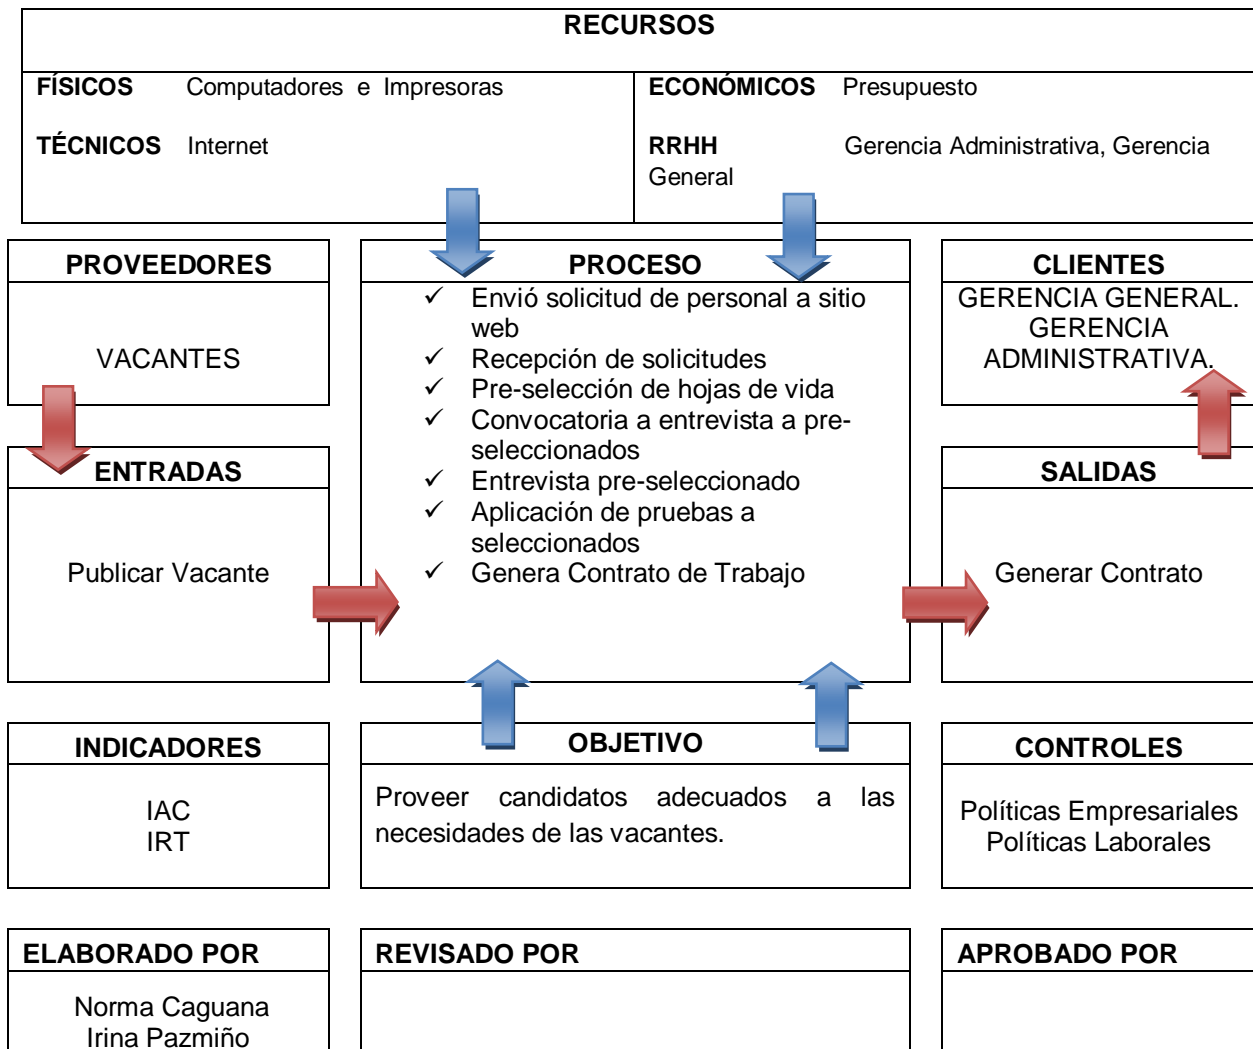 RECURSOS
FÍSICOS Computadores e Impresoras
TÉCNICOS Internet
ECONÓMICOS Presupuesto
RRHH Gerencia Administrativa, Gerencia
General
PROVEEDORES
VACANTES
ENTRADAS
Publicar Vacante
PROCESO
✓ Envió solicitud de personal a sitio
web
✓ Recepción de solicitudes
✓ Pre-selección de hojas de vida
✓ Convocatoria a entrevista a pre-
seleccionados
✓ Entrevista pre-seleccionado
✓ Aplicación de pruebas a
seleccionados
✓ Genera Contrato de Trabajo
CLIENTES
GERENCIA GENERAL.
GERENCIA
ADMINISTRATIVA.
SALIDAS
Generar Contrato
INDICADORES
IAC
IRT
OBJETIVO
Proveer candidatos adecuados a las
necesidades de las vacantes.
CONTROLES
Políticas Empresariales
Políticas Laborales
ELABORADO POR
Norma Caguana
Irina Pazmiño
REVISADO POR
APROBADO POR